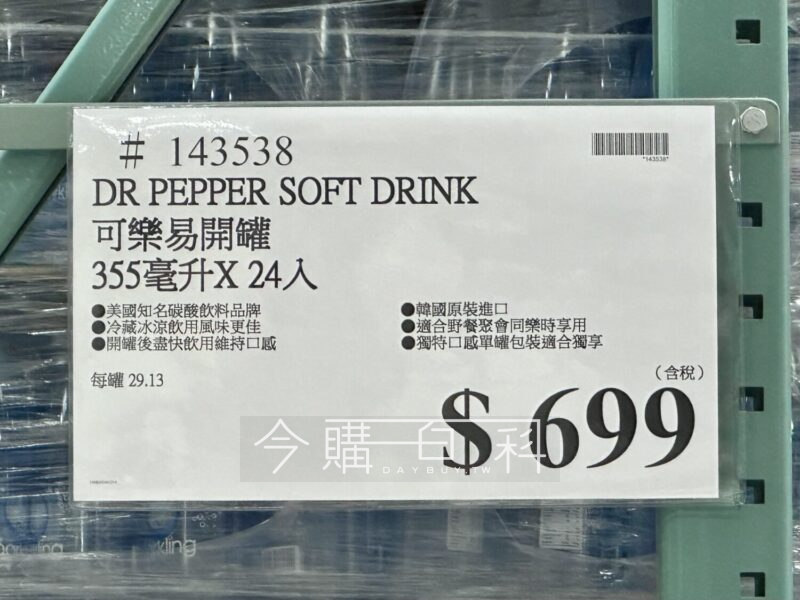 # 143538
*143538*
DR PEPPER SOFT DRINK
可樂易開罐
355毫升X 24入
●美國知名碳酸飲料品牌
●冷藏冰涼飲用風味更佳
●開罐後盡快飲用維持口感
●韓國原裝進口
●適合野餐聚會同樂時享用
●獨特口感單罐包裝適合獨享
每罐 29.13
(含稅)
$ 699
今購百科
DAYBUY.TW
kling